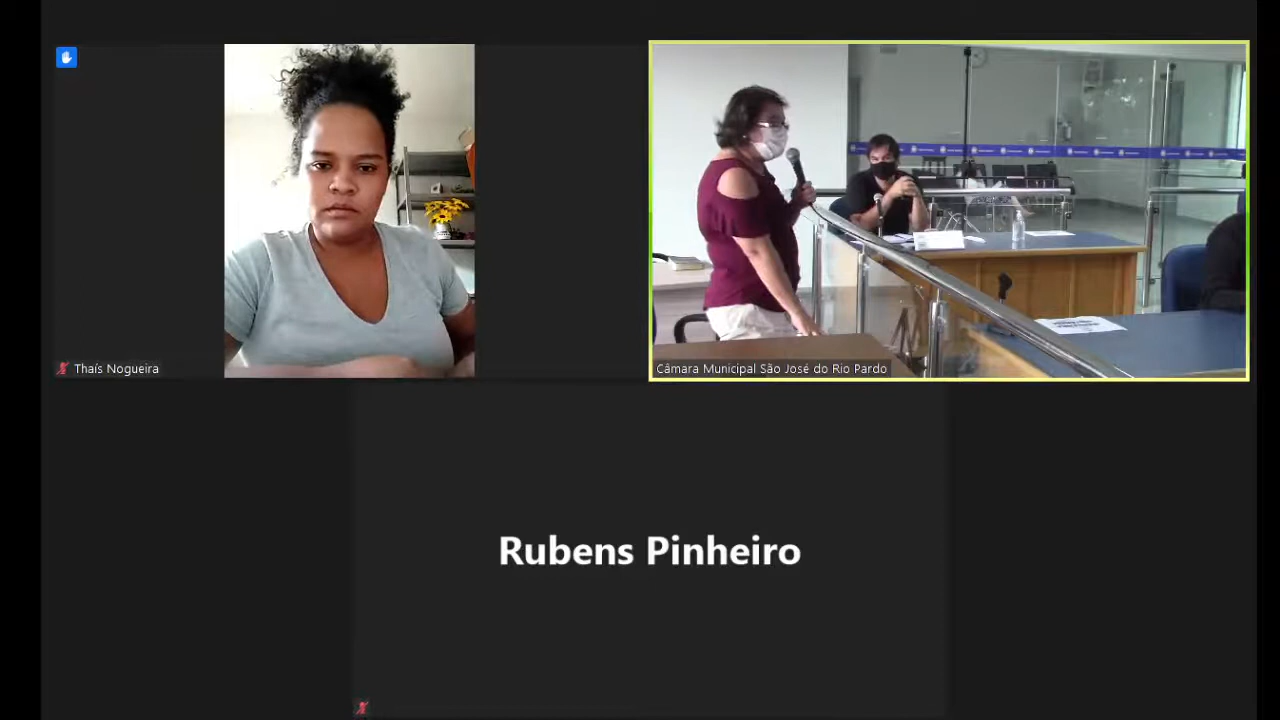 Thaís Nogueira
Câmara Municipal São José do Rio Pardo
Rubens Pinheiro